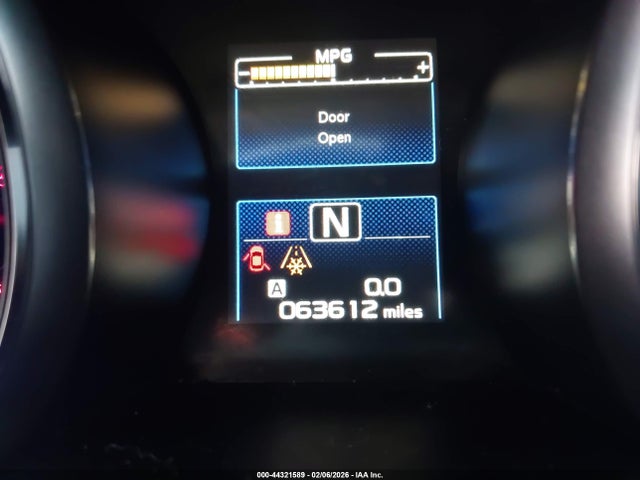 MPG
- +
Door
Open
i N
A 0.0
063612 miles
000-44321589 - 02/06/2026 - IAA Inc.